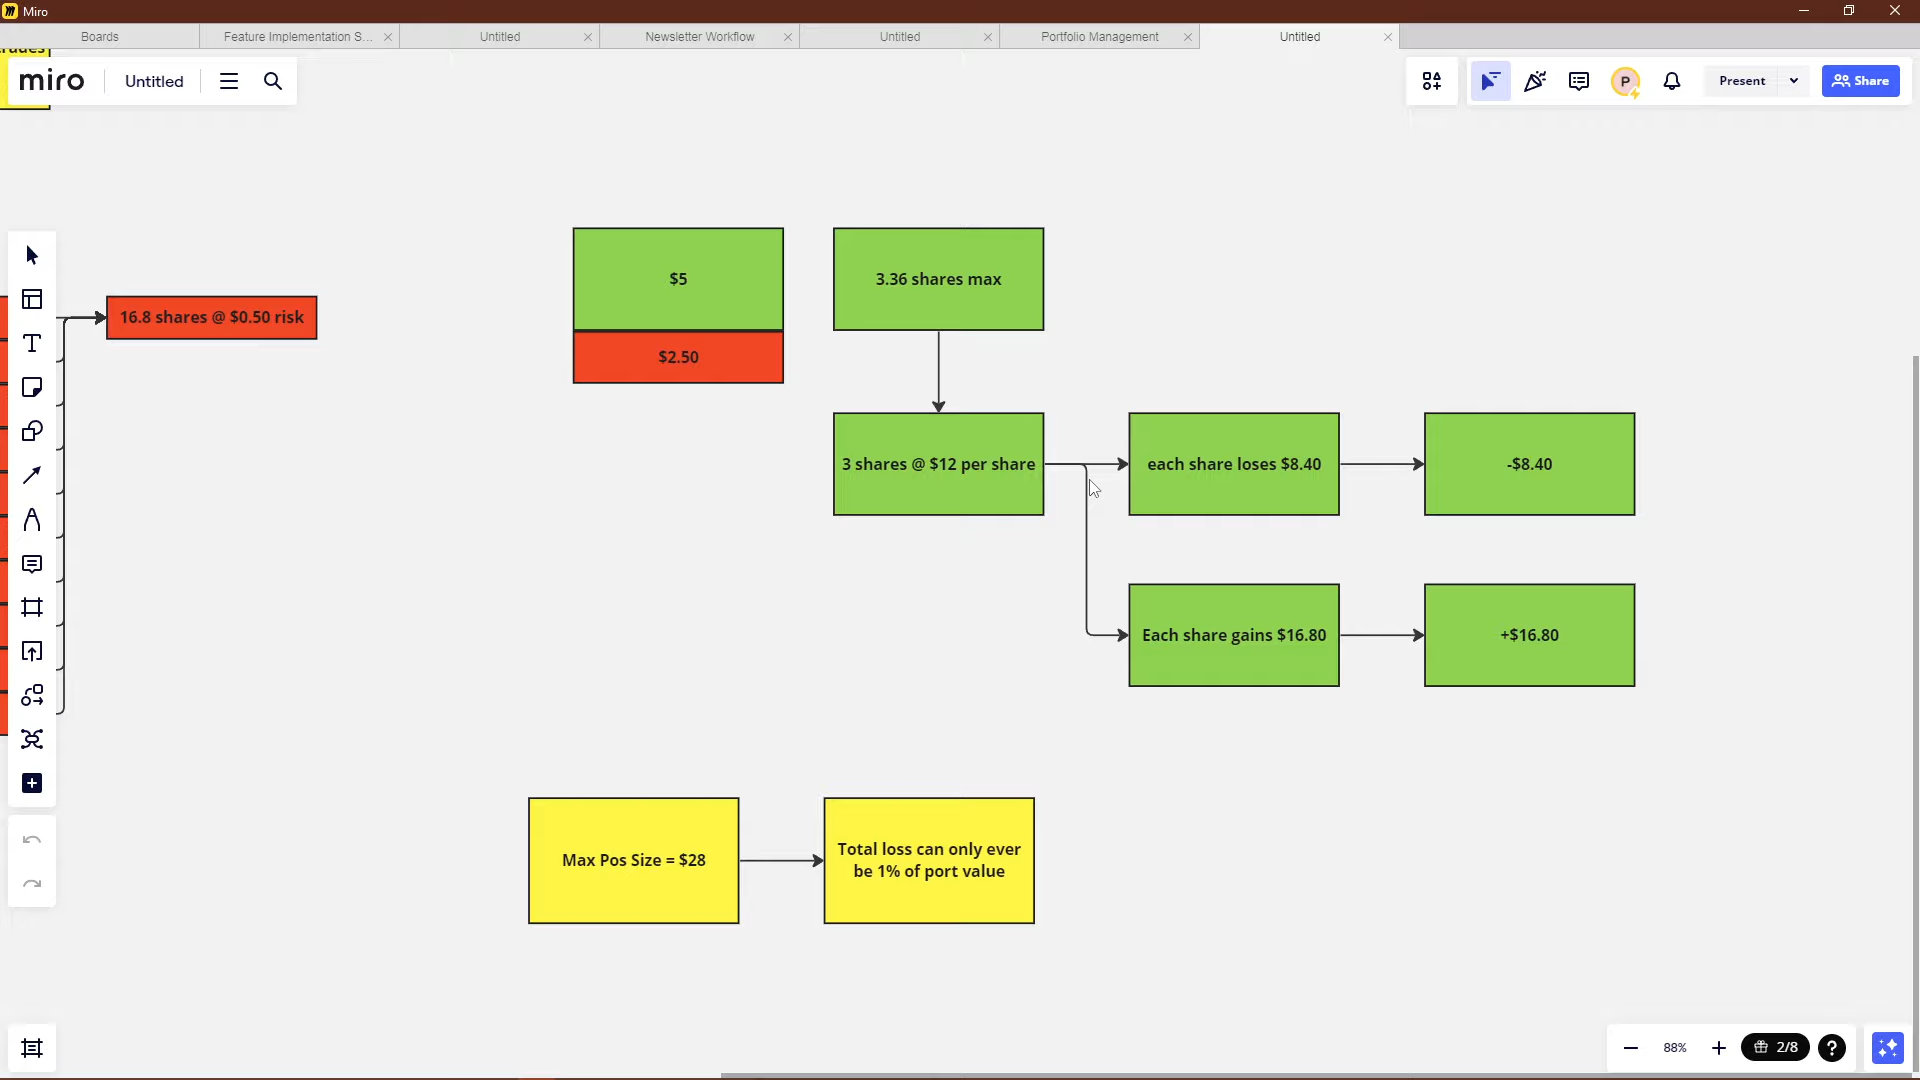 Miro
Boards
Feature Implementation S...
Untitled
Newsletter Workflow
Untitled
Portfolio Management
Untitled
trades
miro
Untitled
P
Present
Share
$5
3.36 shares max
16.8 shares @ $0.50 risk
$2.50
3 shares @ $12 per share
each share loses $8.40
-$8.40
Each share gains $16.80
+$16.80
Max Pos Size = $28
Total loss can only ever
be 1% of port value
88%
2/8
?